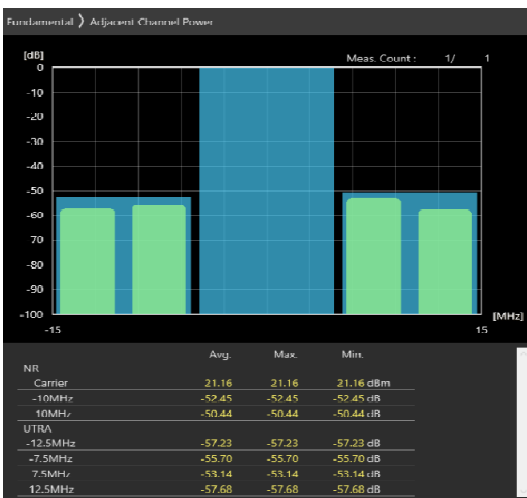 Fundamental ⟩ Adjacent Channel Power
[dB]
Meas. Count : 1/ 1
0
-10
-20
-30
-40
-50
-60
-70
-80
-90
-100
[MHz]
-15 15
Avg. Max. Min.
NR
Carrier 21.16 21.16 21.16 dBm
-10MHz -52.45 -52.45 -52.45 dB
10MHz -50.44 -50.44 -50.44 dB
UTRA
-12.5MHz -57.23 -57.23 -57.23 dB
-7.5MHz -55.70 -55.70 -55.70 dB
7.5MHz -53.14 -53.14 -53.14 dB
12.5MHz -57.68 -57.68 -57.68 dB